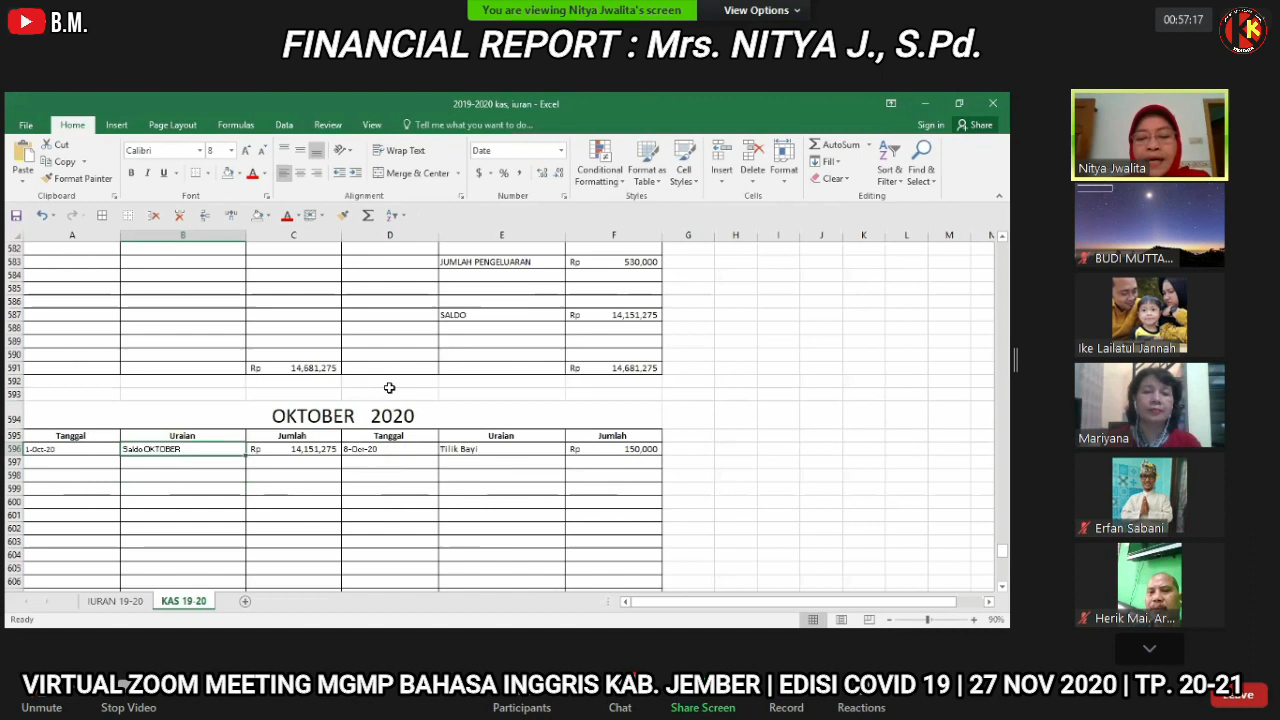 You are viewing Nitya Jwalita's screen
View Options
00:57:17
B.M.
FINANCIAL REPORT : Mrs. NITYA J., S.Pd.
2019-2020 kas, iuran - Excel
File Home Insert Page Layout Formulas Data Review View Tell me what you want to do... Sign in Share
Paste
Cut
Copy
Format Painter
Clipboard
Calibri 8
B I U
Font
Wrap Text
Merge & Center
Alignment
Date
$ % ,
Number
Conditional Formatting
Format as Table
Cell Styles
Styles
Insert Delete Format
Cells
AutoSum
Fill
Clear
Sort & Filter
Find & Select
Editing
A B C D E F G H I J K L M N
582
583 JUMLAH PENGELUARAN Rp 530,000
584
585
586
587 SALDO Rp 14,151,275
588
589
590
591 Rp 14,681,275 Rp 14,681,275
592
593
594 OKTOBER 2020
595 Tanggal Uraian Jumlah Tanggal Uraian Jumlah
596 1-Oct-20 Saldo OKTOBER Rp 14,151,275 8-Oct-20 Tilik Bayi Rp 150,000
597
598
599
600
601
602
603
604
605
606
IURAN 19-20 KAS 19-20
Ready
90%
Nitya Jwalita
BUDI MUTTA...
Ike Lailatul Jannah
Mariyana
Erfan Sabani
Herik Mai. Ar...
VIRTUAL ZOOM MEETING MGMP BAHASA INGGRIS KAB. JEMBER | EDISI COVID 19 | 27 NOV 2020 | TP. 20-21
Unmute Stop Video Participants Chat Share Screen Record Reactions Leave